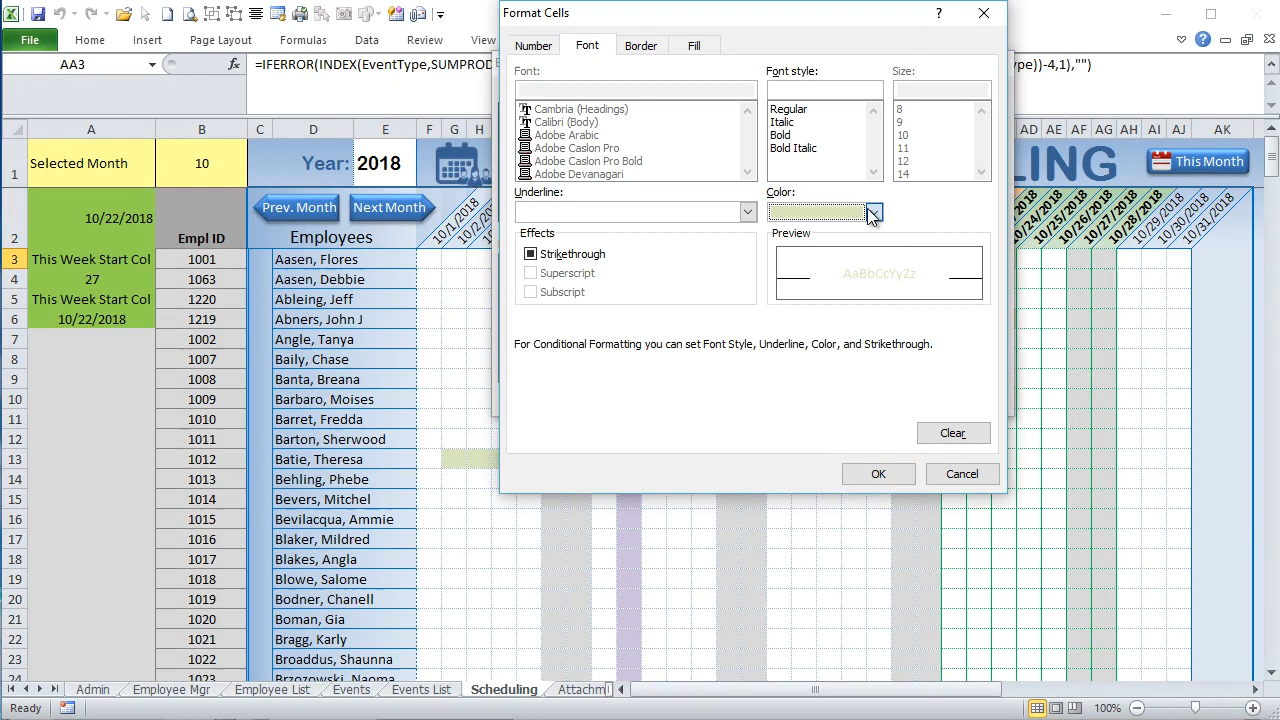 Format Cells
?
File
Home
Insert
Page Layout
Formulas
Data
Review
View
Number
Font
Border
Fill
AA3
fx
=IFERROR(INDEX(EventType,SUMPROD
ype))-4,1),"")
Font:
Font style:
Size:
Cambria (Headings)
Calibri (Body)
Adobe Arabic
Adobe Caslon Pro
Adobe Caslon Pro Bold
Adobe Devanagari
Regular
Italic
Bold
Bold Italic
8
9
10
11
12
14
Underline:
Color:
Effects
Strikethrough
Superscript
Subscript
Preview
AaBbCcYyZz
For Conditional Formatting you can set Font Style, Underline, Color, and Strikethrough.
Clear
OK
Cancel
A B C D E F G H AD AE AF AG AH AI AJ AK
1 Selected Month 10 Year: 2018 LING This Month
Prev. Month Next Month
10/1/2018 10/2/2018 10/24/2018 10/25/2018 10/26/2018 10/27/2018 10/28/2018 10/29/2018 10/30/2018 10/31/2018
2 10/22/2018 Empl ID Employees
3 This Week Start Col 1001 Aasen, Flores
4 27 1063 Aasen, Debbie
5 This Week Start Col 1220 Ableing, Jeff
6 10/22/2018 1219 Abners, John J
7 1002 Angle, Tanya
8 1007 Baily, Chase
9 1008 Banta, Breana
10 1009 Barbaro, Moises
11 1010 Barret, Fredda
12 1011 Barton, Sherwood
13 1012 Batie, Theresa
14 1013 Behling, Phebe
15 1014 Bevers, Mitchel
16 1015 Bevilacqua, Ammie
17 1016 Blaker, Mildred
18 1017 Blakes, Angla
19 1018 Blowe, Salome
20 1019 Bodner, Chanell
21 1020 Boman, Gia
22 1021 Bragg, Karly
23 1022 Broaddus, Shaunna
24 1023 Brzozowski, Naoma
Admin
Employee Mgr
Employee List
Events
Events List
Scheduling
Attachm
Ready
100%